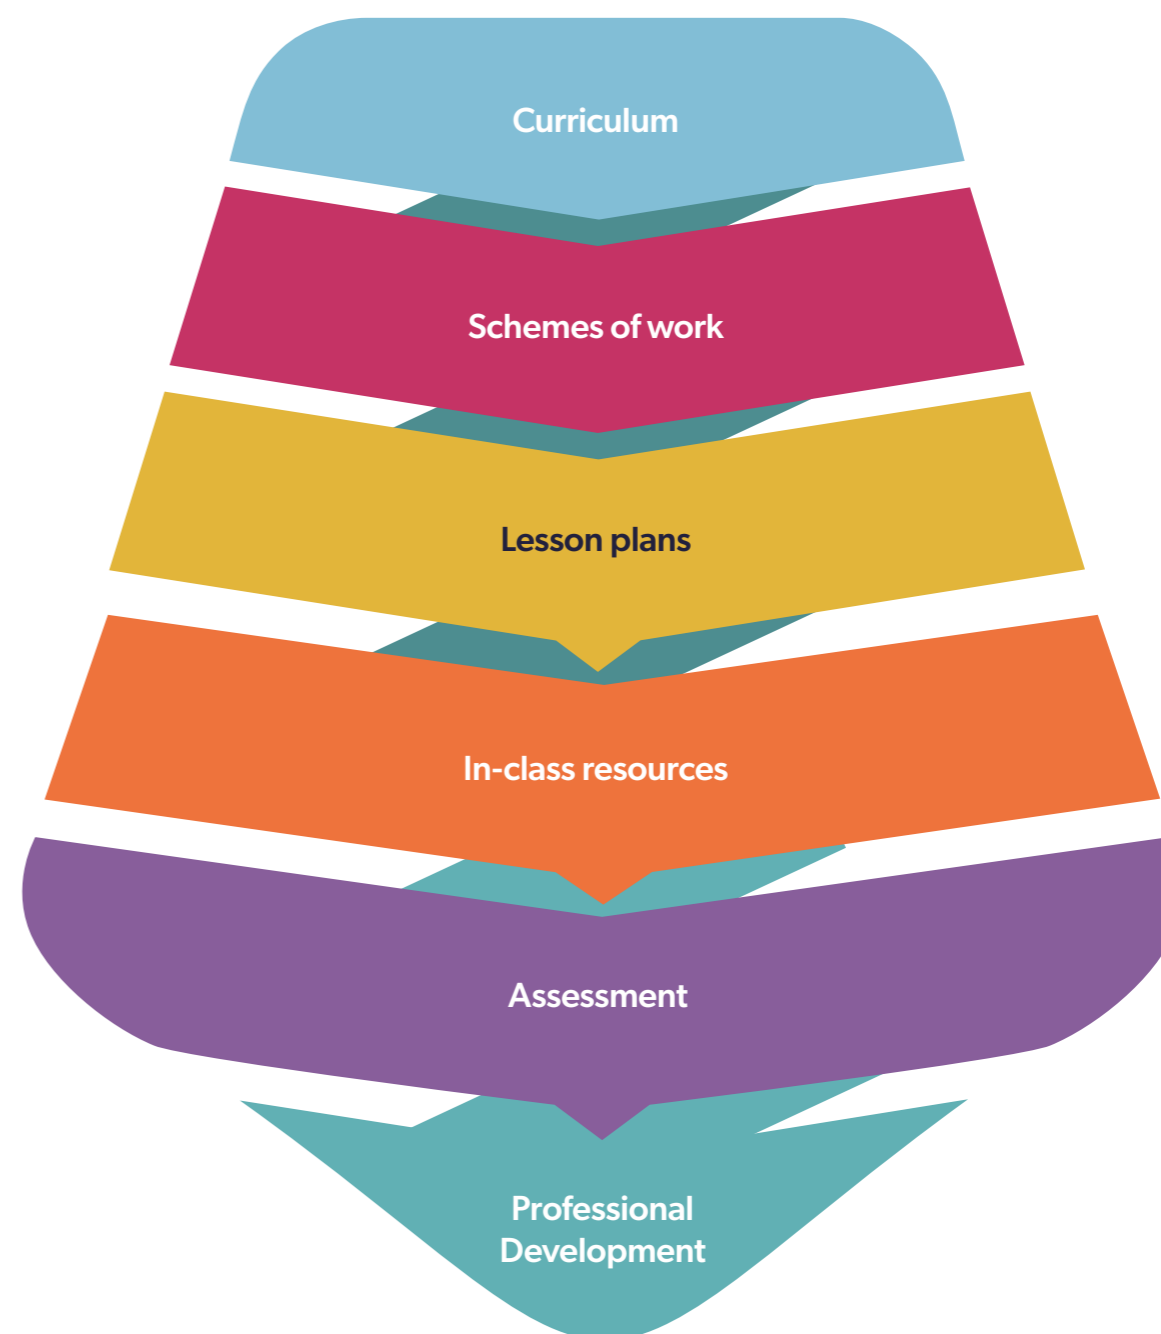 Curriculum
Schemes of work
Lesson plans
In-class resources
Assessment
Professional
Development